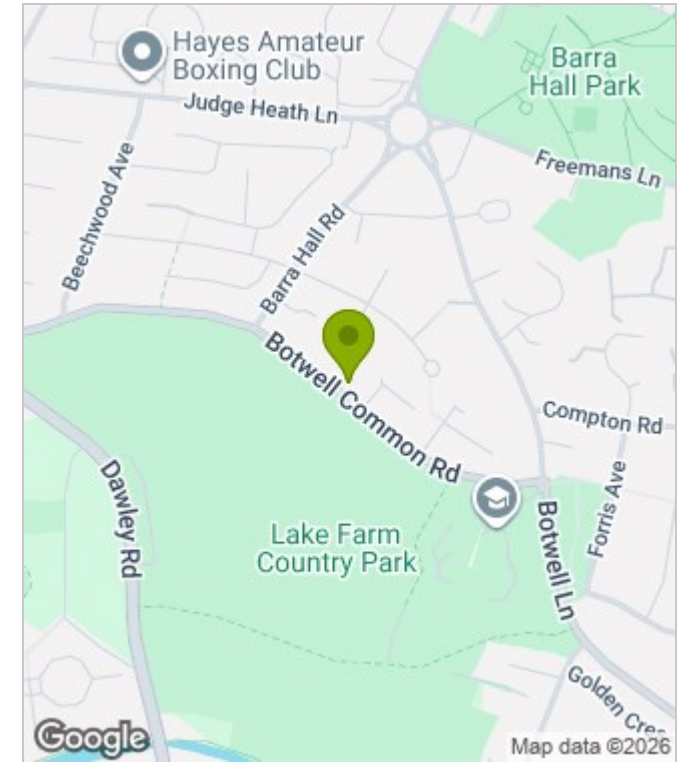 Hayes Amateur
Boxing Club
Barra
Hall Park
Judge Heath Ln
Freemans Ln
Beechwood Ave
Barra Hall Rd
Botwell Common Rd
Compton Rd
Dawley Rd
Forris Ave
Lake Farm
Country Park
Botwell Ln
Golden Cres
Google
Map data ©2026